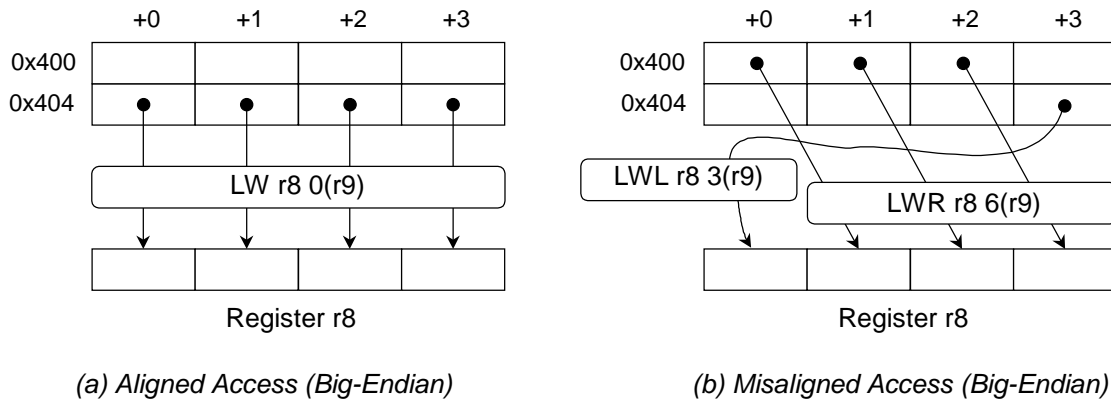 +0 +1 +2 +3
0x400
0x404
LW r8 0(r9)
Register r8
(a) Aligned Access (Big-Endian)
+0 +1 +2 +3
0x400
0x404
LWL r8 3(r9)
LWR r8 6(r9)
Register r8
(b) Misaligned Access (Big-Endian)